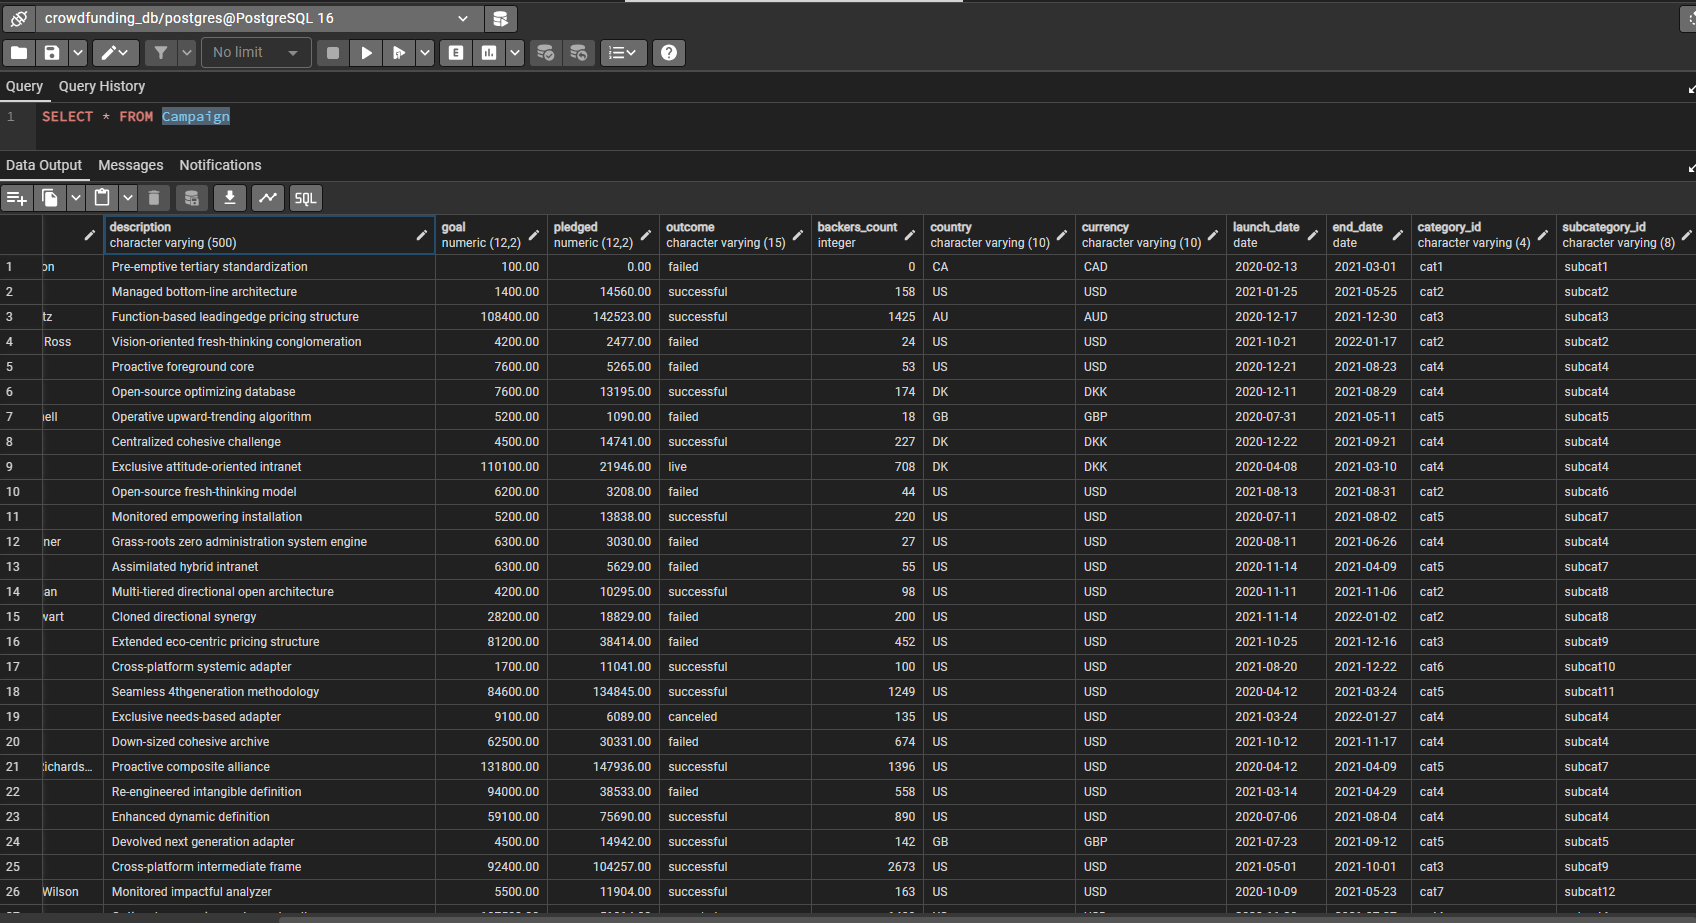 crowdfunding_db/postgres@PostgreSQL 16
No limit
E
Query Query History
1 SELECT * FROM Campaign
Data Output Messages Notifications
SQL
description goal pledged outcome backers_count country currency launch_date end_date category_id subcategory_id
character varying (500) numeric (12,2) numeric (12,2) character varying (15) integer character varying (10) character varying (10) date date character varying (4) character varying (8)
1 on Pre-emptive tertiary standardization 100.00 0.00 failed 0 CA CAD 2020-02-13 2021-03-01 cat1 subcat1
2 Managed bottom-line architecture 1400.00 14560.00 successful 158 US USD 2021-01-25 2021-05-25 cat2 subcat2
3 tz Function-based leadingedge pricing structure 108400.00 142523.00 successful 1425 AU AUD 2020-12-17 2021-12-30 cat3 subcat3
4 Ross Vision-oriented fresh-thinking conglomeration 4200.00 2477.00 failed 24 US USD 2021-10-21 2022-01-17 cat2 subcat2
5 Proactive foreground core 7600.00 5265.00 failed 53 US USD 2020-12-21 2021-08-23 cat4 subcat4
6 Open-source optimizing database 7600.00 13195.00 successful 174 DK DKK 2020-12-11 2021-08-29 cat4 subcat4
7 ell Operative upward-trending algorithm 5200.00 1090.00 failed 18 GB GBP 2020-07-31 2021-05-11 cat5 subcat5
8 Centralized cohesive challenge 4500.00 14741.00 successful 227 DK DKK 2020-12-22 2021-09-21 cat4 subcat4
9 Exclusive attitude-oriented intranet 110100.00 21946.00 live 708 DK DKK 2020-04-08 2021-03-10 cat4 subcat4
10 Open-source fresh-thinking model 6200.00 3208.00 failed 44 US USD 2021-08-13 2021-08-31 cat2 subcat6
11 Monitored empowering installation 5200.00 13838.00 successful 220 US USD 2020-07-11 2021-08-02 cat5 subcat7
12 ner Grass-roots zero administration system engine 6300.00 3030.00 failed 27 US USD 2020-08-11 2021-06-26 cat4 subcat4
13 Assimilated hybrid intranet 6300.00 5629.00 failed 55 US USD 2020-11-14 2021-04-09 cat5 subcat7
14 an Multi-tiered directional open architecture 4200.00 10295.00 successful 98 US USD 2020-11-11 2021-11-06 cat2 subcat8
15 wart Cloned directional synergy 28200.00 18829.00 failed 200 US USD 2021-11-14 2022-01-02 cat2 subcat8
16 Extended eco-centric pricing structure 81200.00 38414.00 failed 452 US USD 2021-10-25 2021-12-16 cat3 subcat9
17 Cross-platform systemic adapter 1700.00 11041.00 successful 100 US USD 2021-08-20 2021-12-22 cat6 subcat10
18 Seamless 4thgeneration methodology 84600.00 134845.00 successful 1249 US USD 2020-04-12 2021-03-24 cat5 subcat11
19 Exclusive needs-based adapter 9100.00 6089.00 canceled 135 US USD 2021-03-24 2022-01-27 cat4 subcat4
20 Down-sized cohesive archive 62500.00 30331.00 failed 674 US USD 2021-10-12 2021-11-17 cat4 subcat4
21 Richards... Proactive composite alliance 131800.00 147936.00 successful 1396 US USD 2020-04-12 2021-04-09 cat5 subcat7
22 Re-engineered intangible definition 94000.00 38533.00 failed 558 US USD 2021-03-14 2021-04-29 cat4 subcat4
23 Enhanced dynamic definition 59100.00 75690.00 successful 890 US USD 2020-07-06 2021-08-04 cat4 subcat4
24 Devolved next generation adapter 4500.00 14942.00 successful 142 GB GBP 2021-07-23 2021-09-12 cat5 subcat5
25 Cross-platform intermediate frame 92400.00 104257.00 successful 2673 US USD 2021-05-01 2021-10-01 cat3 subcat9
26 Wilson Monitored impactful analyzer 5500.00 11904.00 successful 163 US USD 2020-10-09 2021-05-23 cat7 subcat12